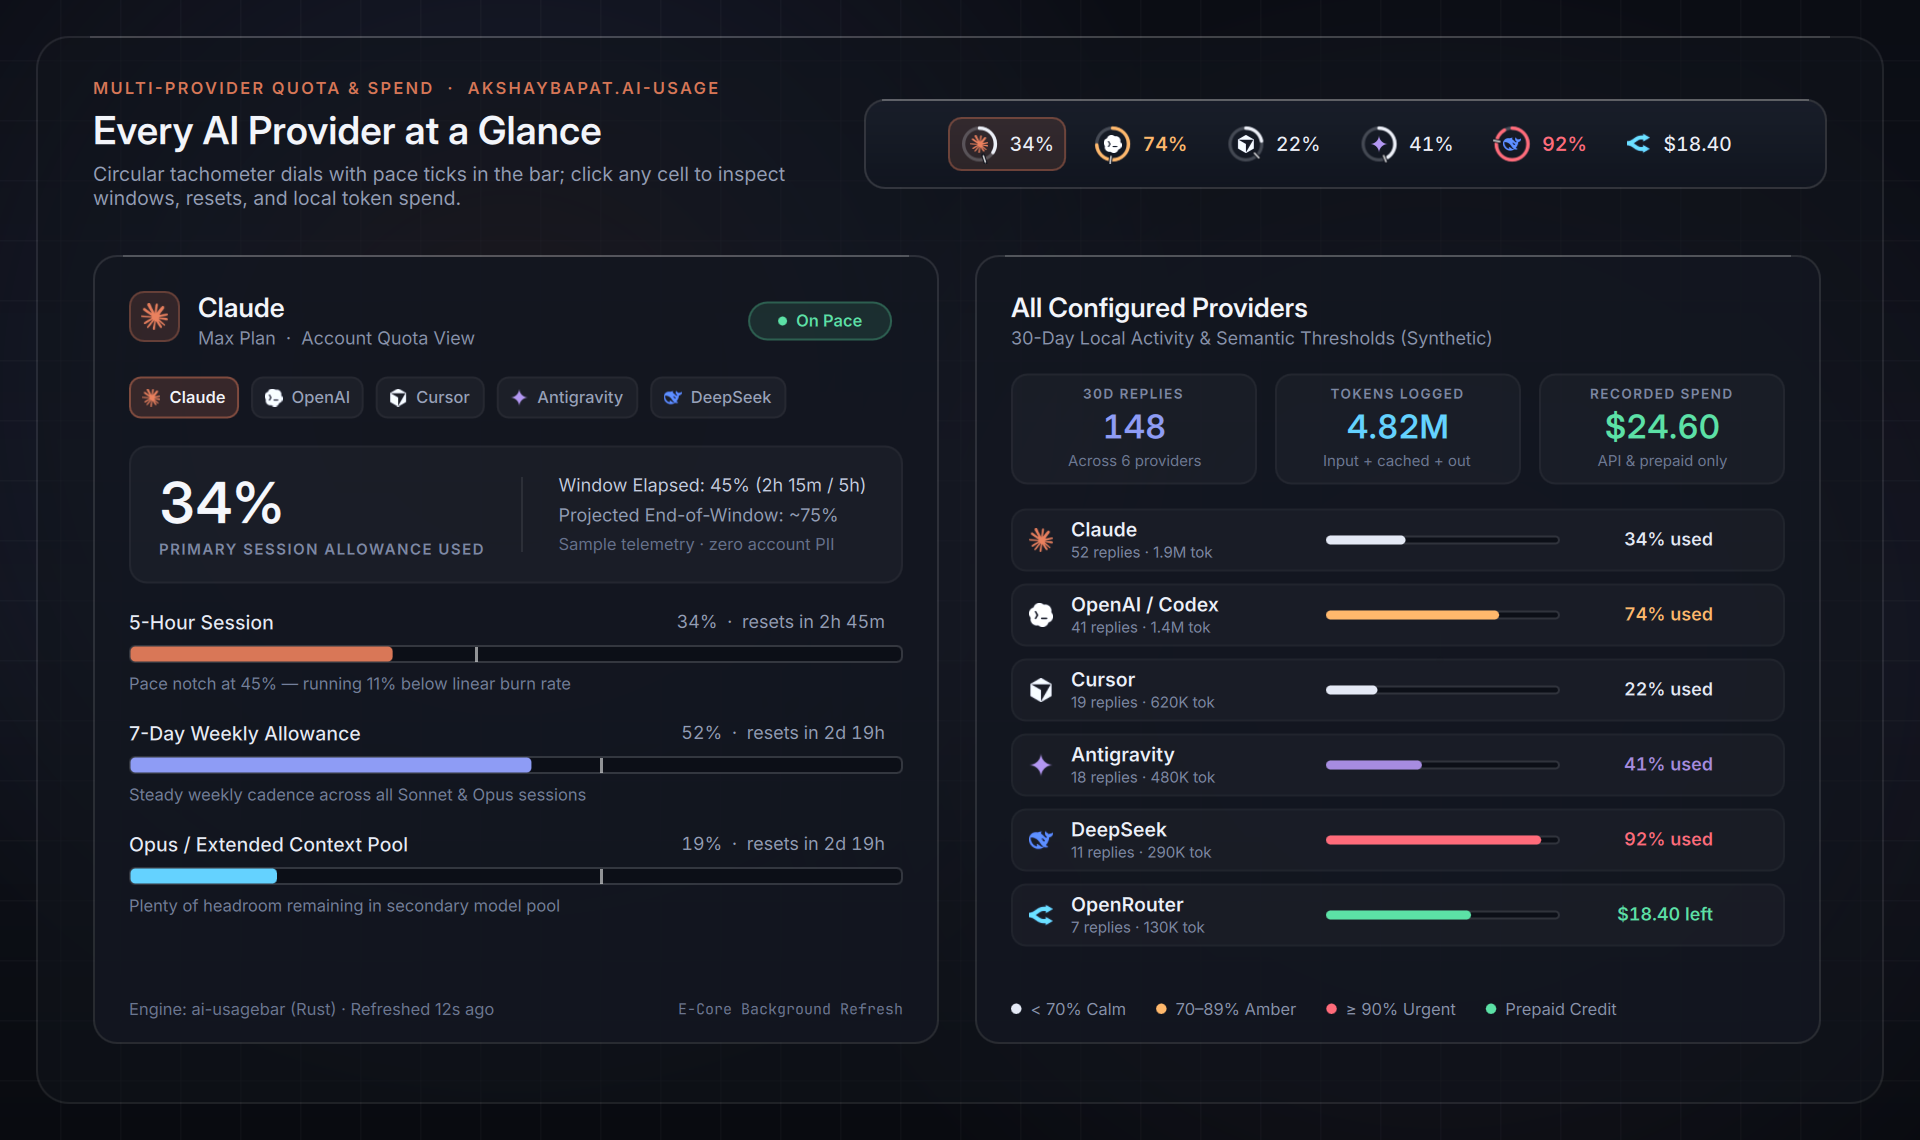 MULTI-PROVIDER QUOTA & SPEND · AKSHAYBAPAT.AI-USAGE
Every AI Provider at a Glance
Circular tachometer dials with pace ticks in the bar; click any cell to inspect
windows, resets, and local token spend.
34% 74% 22% 41% 92% $18.40
Claude
Max Plan · Account Quota View
On Pace
Claude OpenAI Cursor Antigravity DeepSeek
34%
PRIMARY SESSION ALLOWANCE USED
Window Elapsed: 45% (2h 15m / 5h)
Projected End-of-Window: ~75%
Sample telemetry · zero account PII
5-Hour Session 34% · resets in 2h 45m
Pace notch at 45% — running 11% below linear burn rate
7-Day Weekly Allowance 52% · resets in 2d 19h
Steady weekly cadence across all Sonnet & Opus sessions
Opus / Extended Context Pool 19% · resets in 2d 19h
Plenty of headroom remaining in secondary model pool
Engine: ai-usagebar (Rust) · Refreshed 12s ago E-Core Background Refresh
All Configured Providers
30-Day Local Activity & Semantic Thresholds (Synthetic)
30D REPLIES
148
Across 6 providers
TOKENS LOGGED
4.82M
Input + cached + out
RECORDED SPEND
$24.60
API & prepaid only
Claude
52 replies · 1.9M tok
34% used
OpenAI / Codex
41 replies · 1.4M tok
74% used
Cursor
19 replies · 620K tok
22% used
Antigravity
18 replies · 480K tok
41% used
DeepSeek
11 replies · 290K tok
92% used
OpenRouter
7 replies · 130K tok
$18.40 left
< 70% Calm 70–89% Amber ≥ 90% Urgent Prepaid Credit